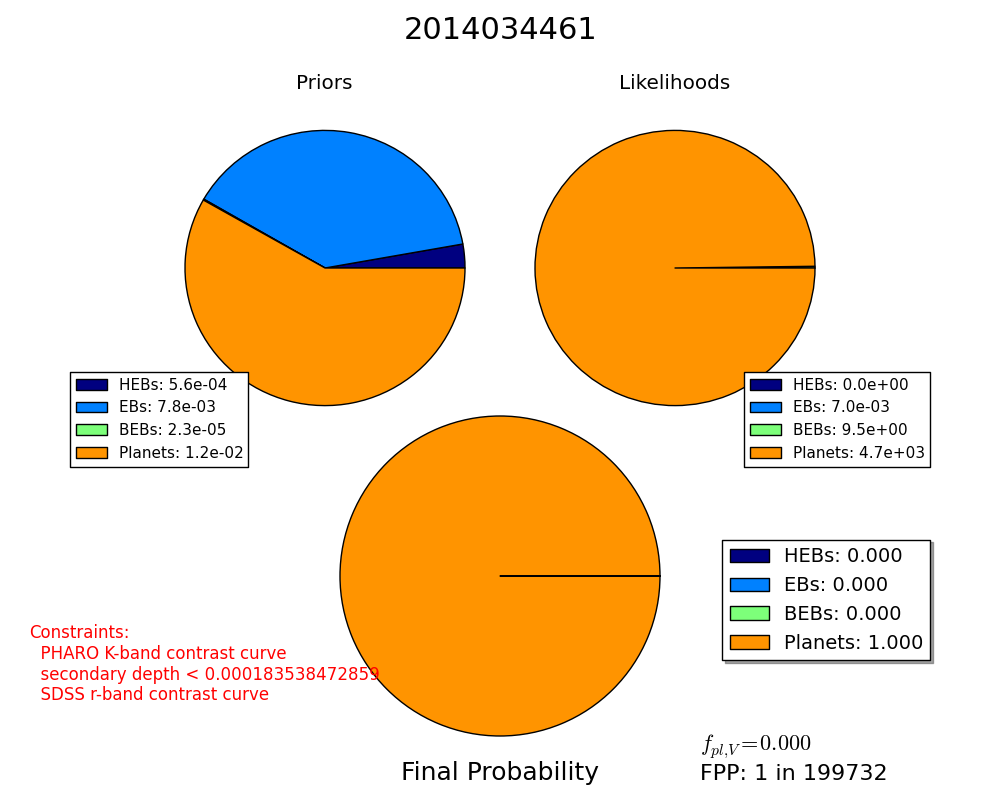 2014034461
Priors
Likelihoods
HEBs: 5.6e-04
EBs: 7.8e-03
BEBs: 2.3e-05
Planets: 1.2e-02
HEBs: 0.0e+00
EBs: 7.0e-03
BEBs: 9.5e+00
Planets: 4.7e+03
HEBs: 0.000
EBs: 0.000
BEBs: 0.000
Planets: 1.000
Constraints:
PHARO K-band contrast curve
secondary depth < 0.000183538472859
SDSS r-band contrast curve
f_{pl,V}=0.000
Final Probability
FPP: 1 in 199732